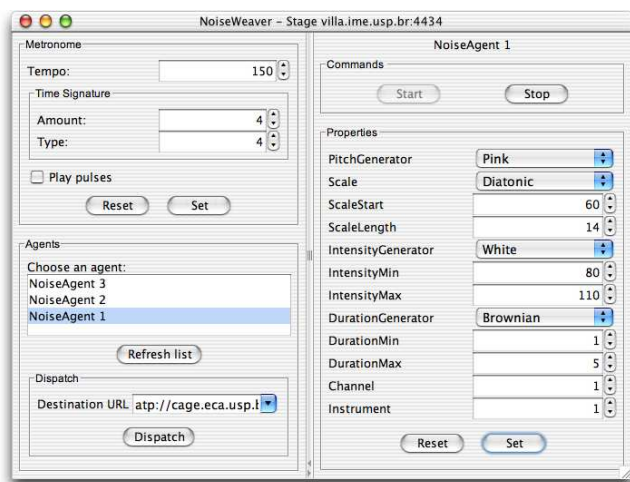 NoiseWeaver - Stage villa.ime.usp.br:4434
Metronome
Tempo: 150
Time Signature
Amount: 4
Type: 4
Play pulses
Reset Set
Agents
Choose an agent:
NoiseAgent 3
NoiseAgent 2
NoiseAgent 1
Refresh list
Dispatch
Destination URL atp://cage.eca.usp.
Dispatch
NoiseAgent 1
Commands
Start Stop
Properties
PitchGenerator Pink
Scale Diatonic
ScaleStart 60
ScaleLength 14
IntensityGenerator White
IntensityMin 80
IntensityMax 110
DurationGenerator Brownian
DurationMin 1
DurationMax 5
Channel 1
Instrument 1
Reset Set